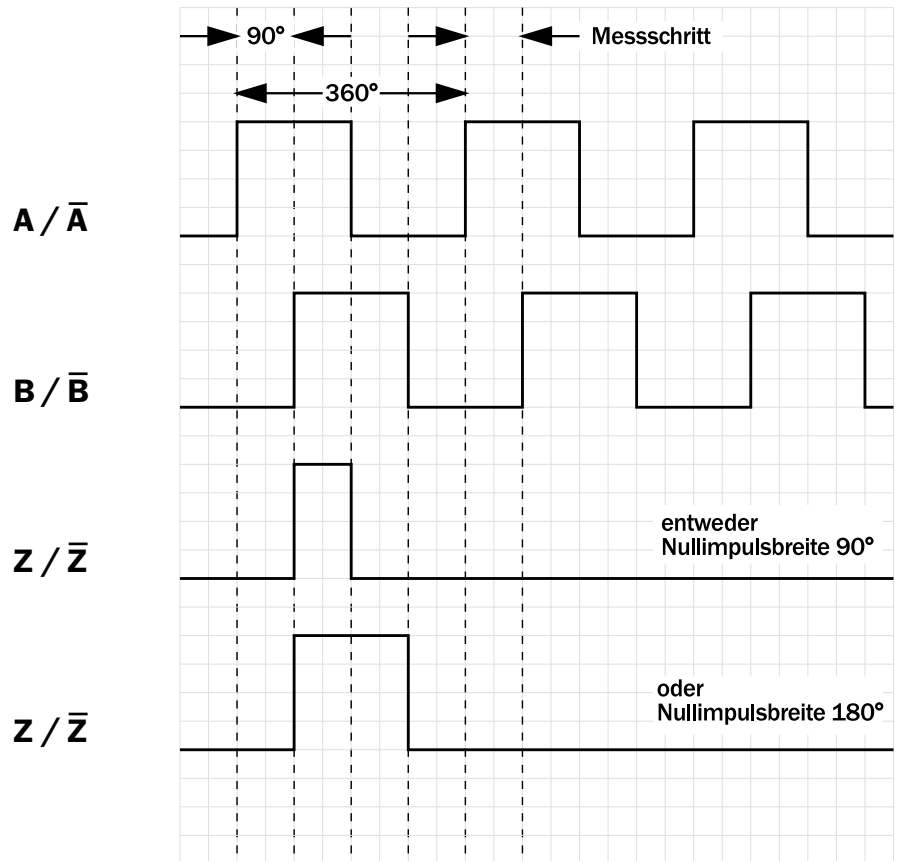 90°
Messschritt
360°
A / A̅
B / B̅
Z / Z̅
entweder
Nullimpulsbreite 90°
Z / Z̅
oder
Nullimpulsbreite 180°